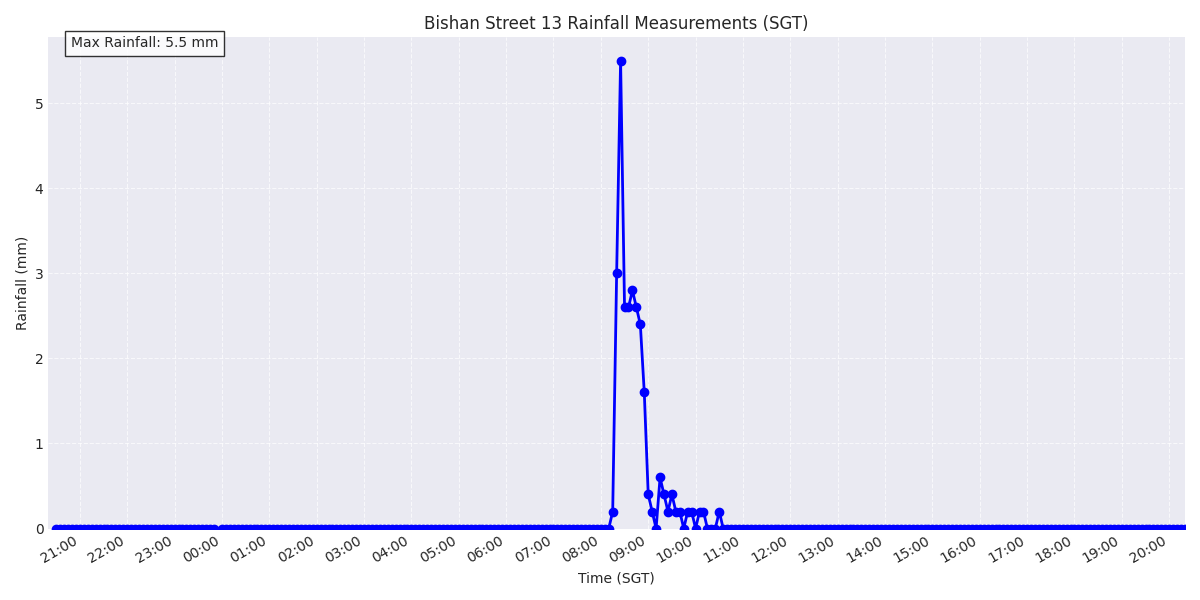 Bishan Street 13 Rainfall Measurements (SGT)
Max Rainfall: 5.5 mm
Rainfall (mm)
5
4
3
2
1
0
21:00 22:00 23:00 00:00 01:00 02:00 03:00 04:00 05:00 06:00 07:00 08:00 09:00 10:00 11:00 12:00 13:00 14:00 15:00 16:00 17:00 18:00 19:00 20:00
Time (SGT)